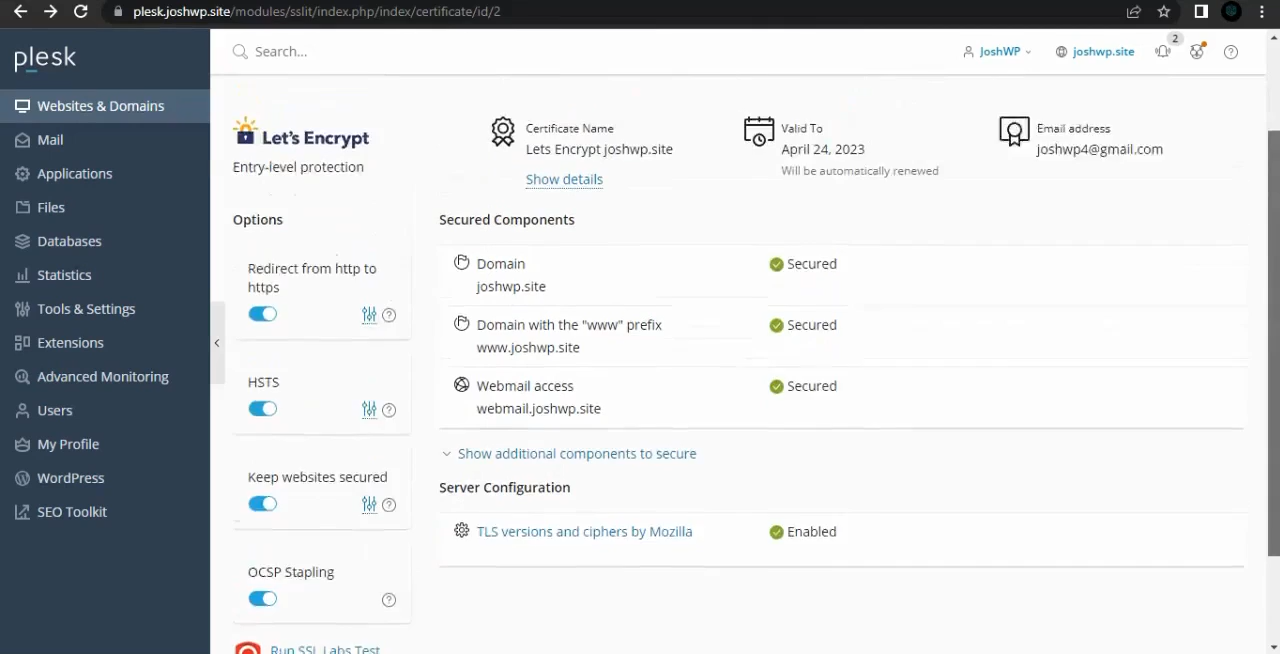 plesk.joshwp.site/modules/sslit/index.php/index/certificate/id/2
plesk
Search...
JoshWP
joshwp.site
2
Websites & Domains
Mail
Applications
Files
Databases
Statistics
Tools & Settings
Extensions
Advanced Monitoring
Users
My Profile
WordPress
SEO Toolkit
Let's Encrypt
Entry-level protection
Certificate Name
Lets Encrypt joshwp.site
Show details
Valid To
April 24, 2023
Will be automatically renewed
Email address
joshwp4@gmail.com
Options
Redirect from http to
https
HSTS
Keep websites secured
OCSP Stapling
Run SSL Labs Test
Secured Components
Domain
joshwp.site
Secured
Domain with the "www" prefix
www.joshwp.site
Secured
Webmail access
webmail.joshwp.site
Secured
Show additional components to secure
Server Configuration
TLS versions and ciphers by Mozilla
Enabled